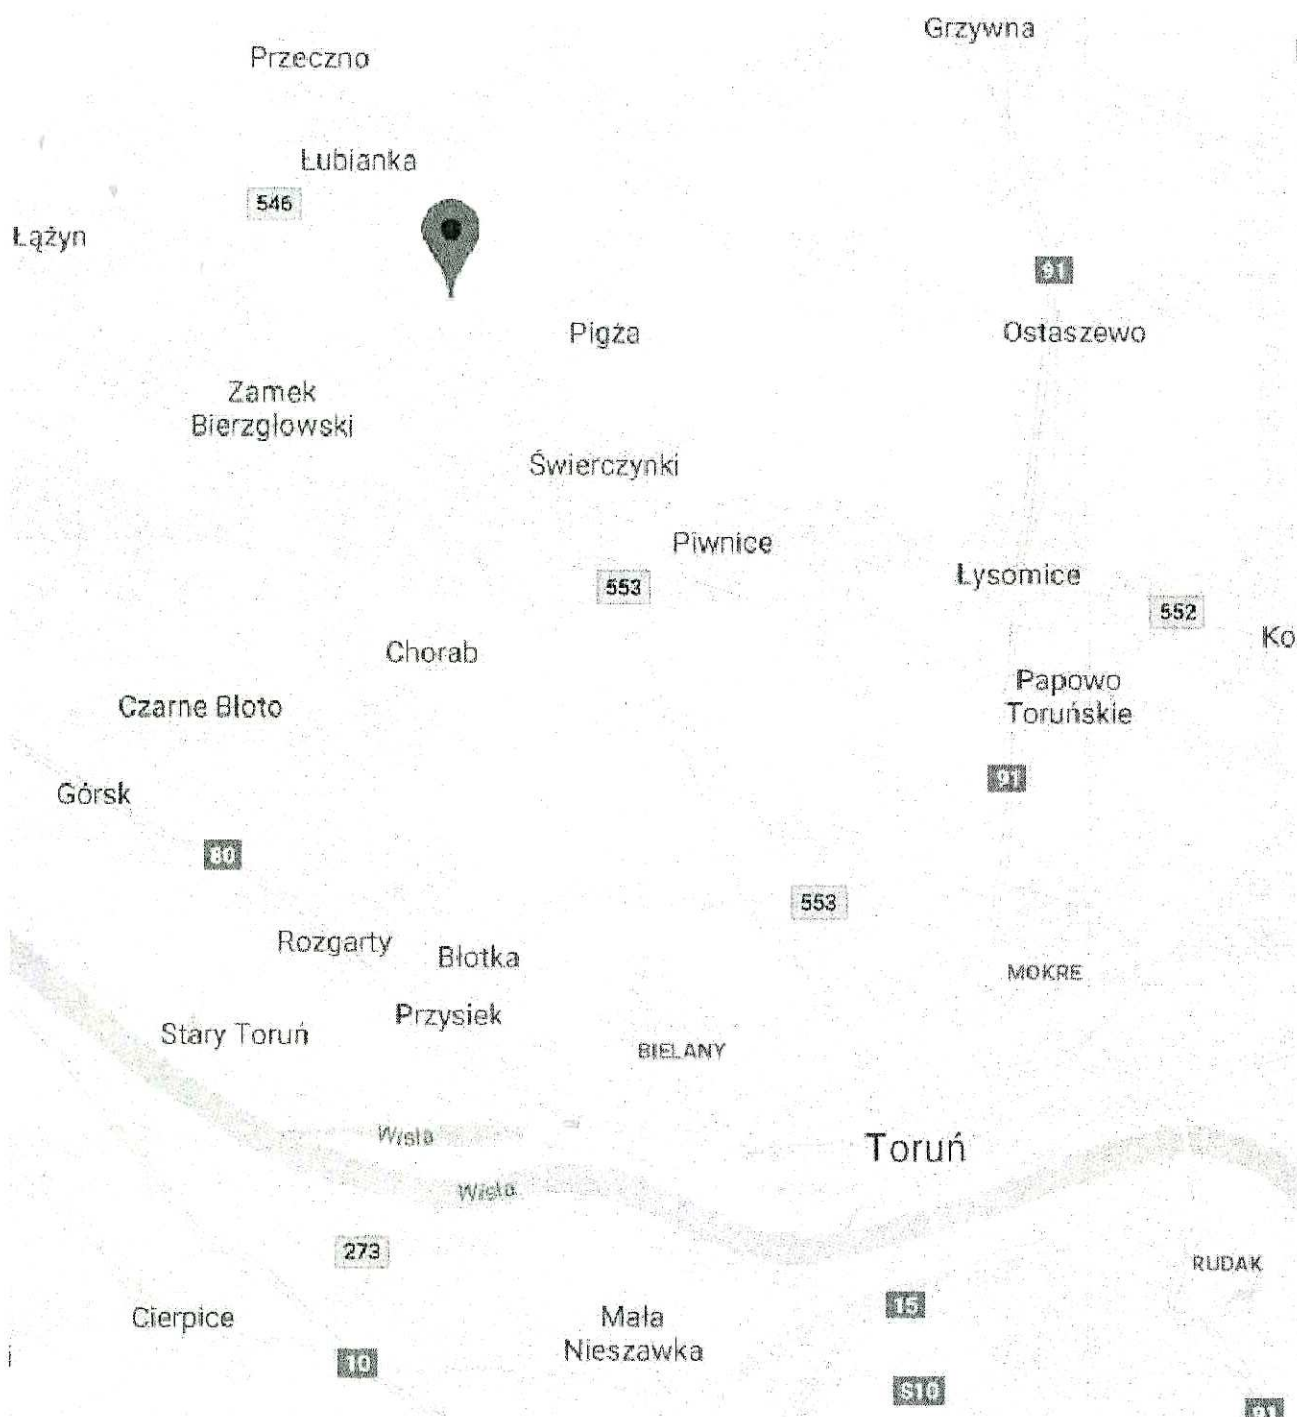 Grzywna
Przeczno
Łubianka
546
Łążyn
91
Pigża
Ostaszewo
Zamek
Bierzglowski
Świerczynki
Piwnice
553
Łysomice
552
Ko
Chorab
Papowo
Toruńskie
Czarne Błoto
91
Górsk
80
553
Rozgarty
Błotka
MOKRE
Przysiek
Stary Toruń
BIELANY
Wisła
Toruń
Wisła
273
RUDAK
15
Cierpice
Mała
Nieszawka
i
10
S10
91